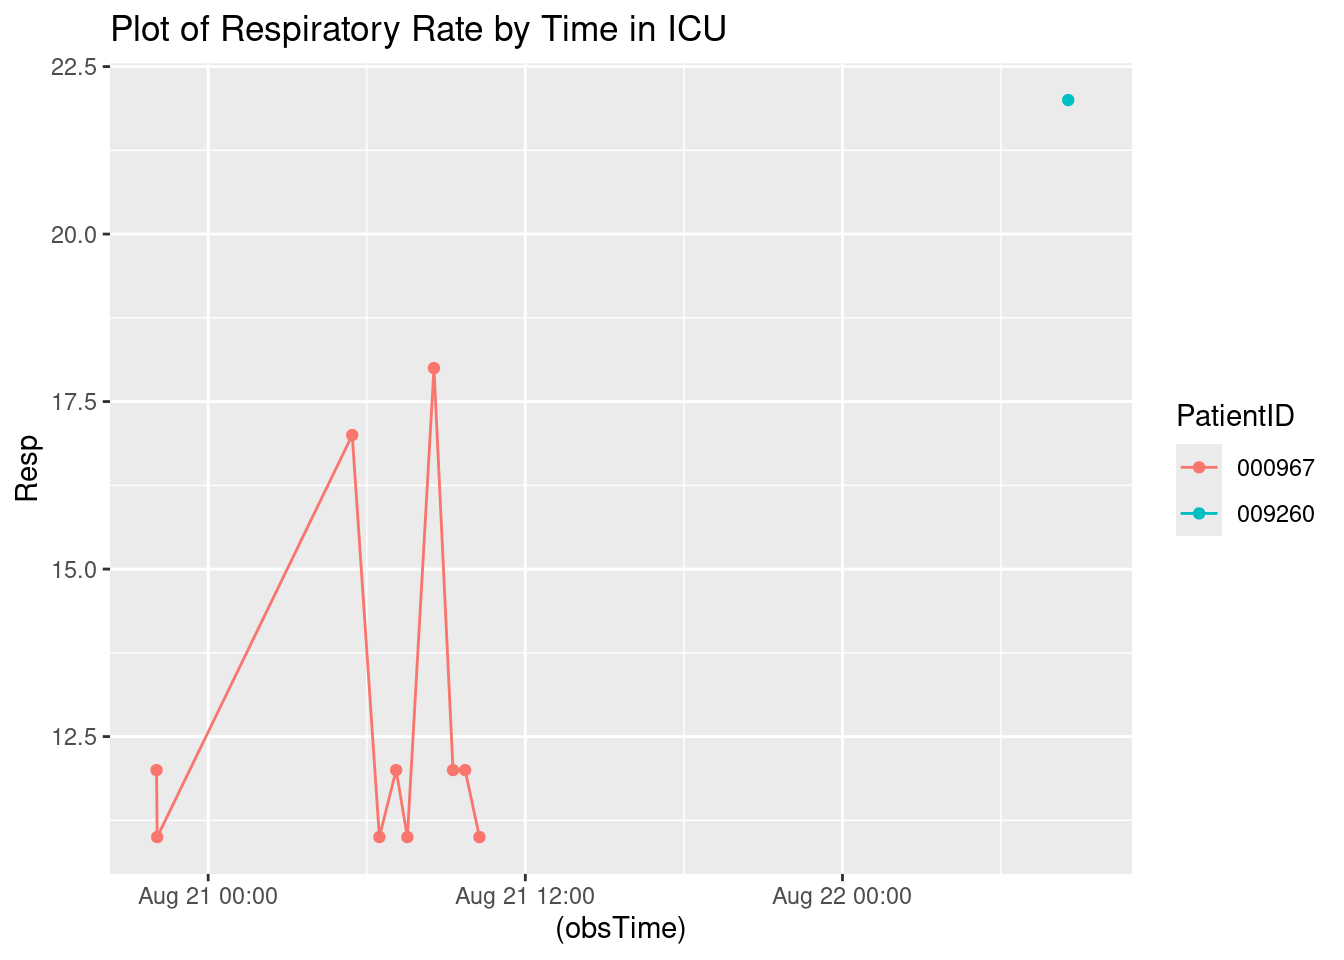 Plot of Respiratory Rate by Time in ICU
22.5
20.0
17.5
15.0
12.5
Resp
Aug 21 00:00
Aug 21 12:00
Aug 22 00:00
(obsTime)
PatientID
000967
009260